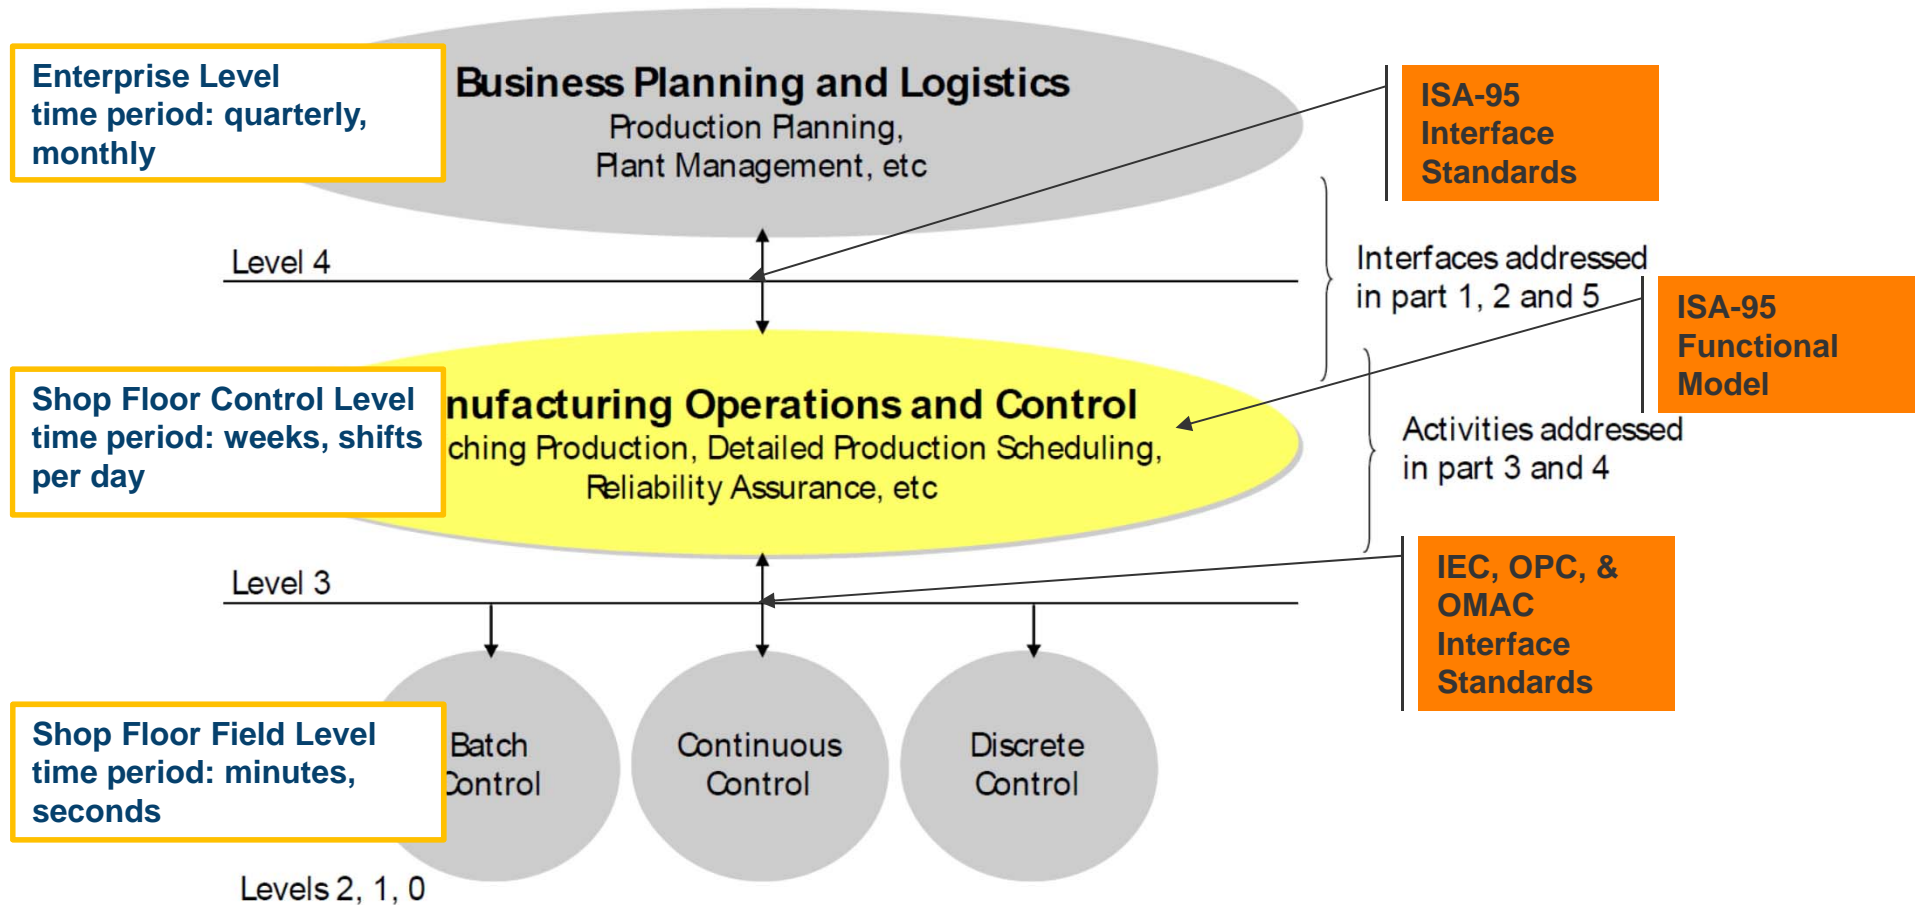 Enterprise Level
time period: quarterly,
monthly
Business Planning and Logistics
Production Planning,
Plant Management, etc
ISA-95
Interface
Standards
Level 4
Interfaces addressed
in part 1, 2 and 5
ISA-95
Functional
Model
Shop Floor Control Level
time period: weeks, shifts
per day
nufacturing Operations and Control
ching Production, Detailed Production Scheduling,
Reliability Assurance, etc
Activities addressed
in part 3 and 4
Level 3
IEC, OPC, &
OMAC
Interface
Standards
Shop Floor Field Level
time period: minutes,
seconds
Batch
Control
Continuous
Control
Discrete
Control
Levels 2, 1, 0